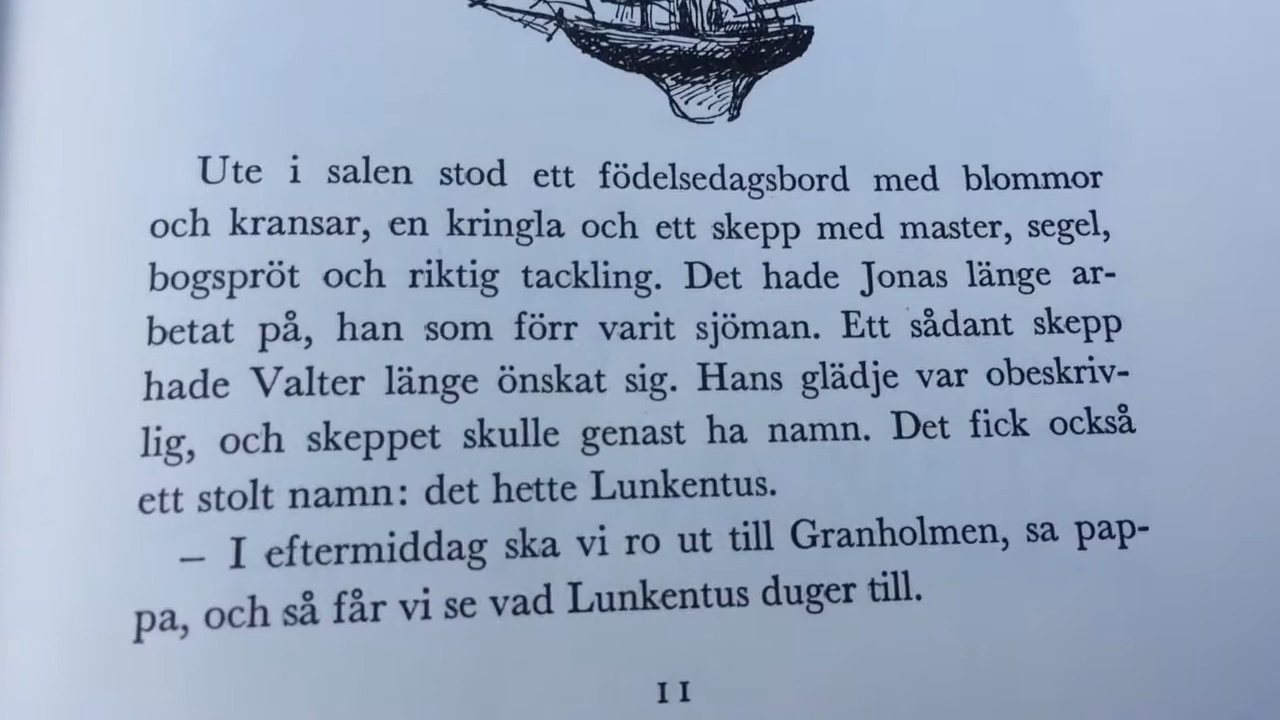 Ute i salen stod ett födelsedagsbord med blommor
och kransar, en kringla och ett skepp med master, segel,
bogspröt och riktig tackling. Det hade Jonas länge ar-
betat på, han som förr varit sjöman. Ett sådant skepp
hade Valter länge önskat sig. Hans glädje var obeskriv-
lig, och skeppet skulle genast ha namn. Det fick också
ett stolt namn: det hette Lunkentus.
– I eftermiddag ska vi ro ut till Granholmen, sa pap-
pa, och så får vi se vad Lunkentus duger till.
11